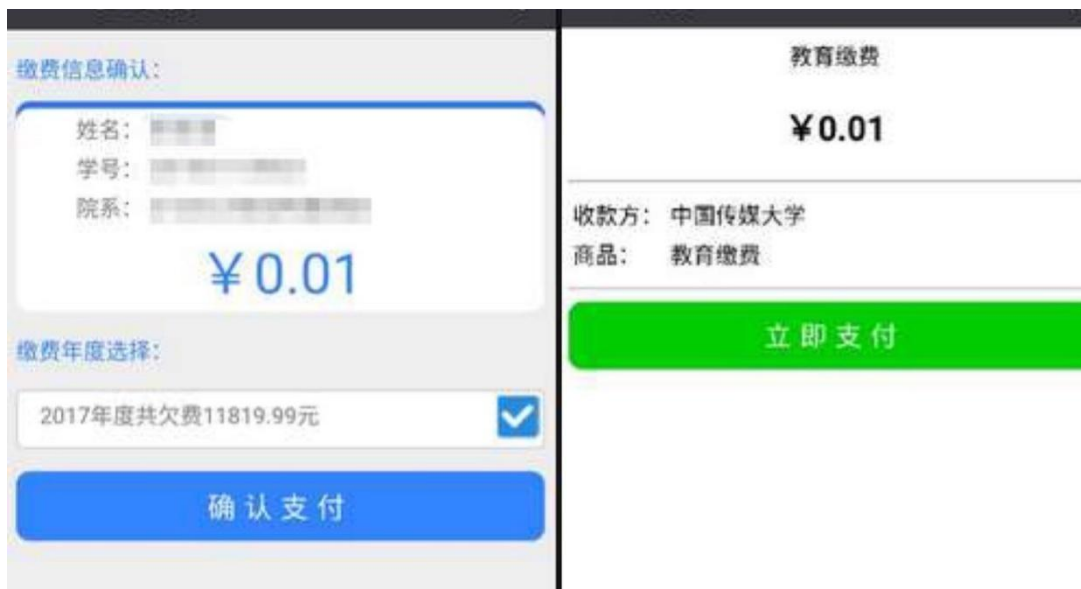 缴费信息确认:
姓名:
学号:
院系:
￥0.01
缴费年度选择:
2017年度共欠费11819.99元
确认支付
教育缴费
￥0.01
收款方: 中国传媒大学
商品: 教育缴费
立即支付